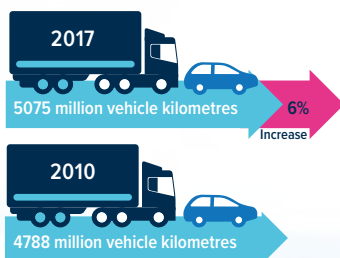 2017
5075 million vehicle kilometres
6%
Increase
2010
4788 million vehicle kilometres